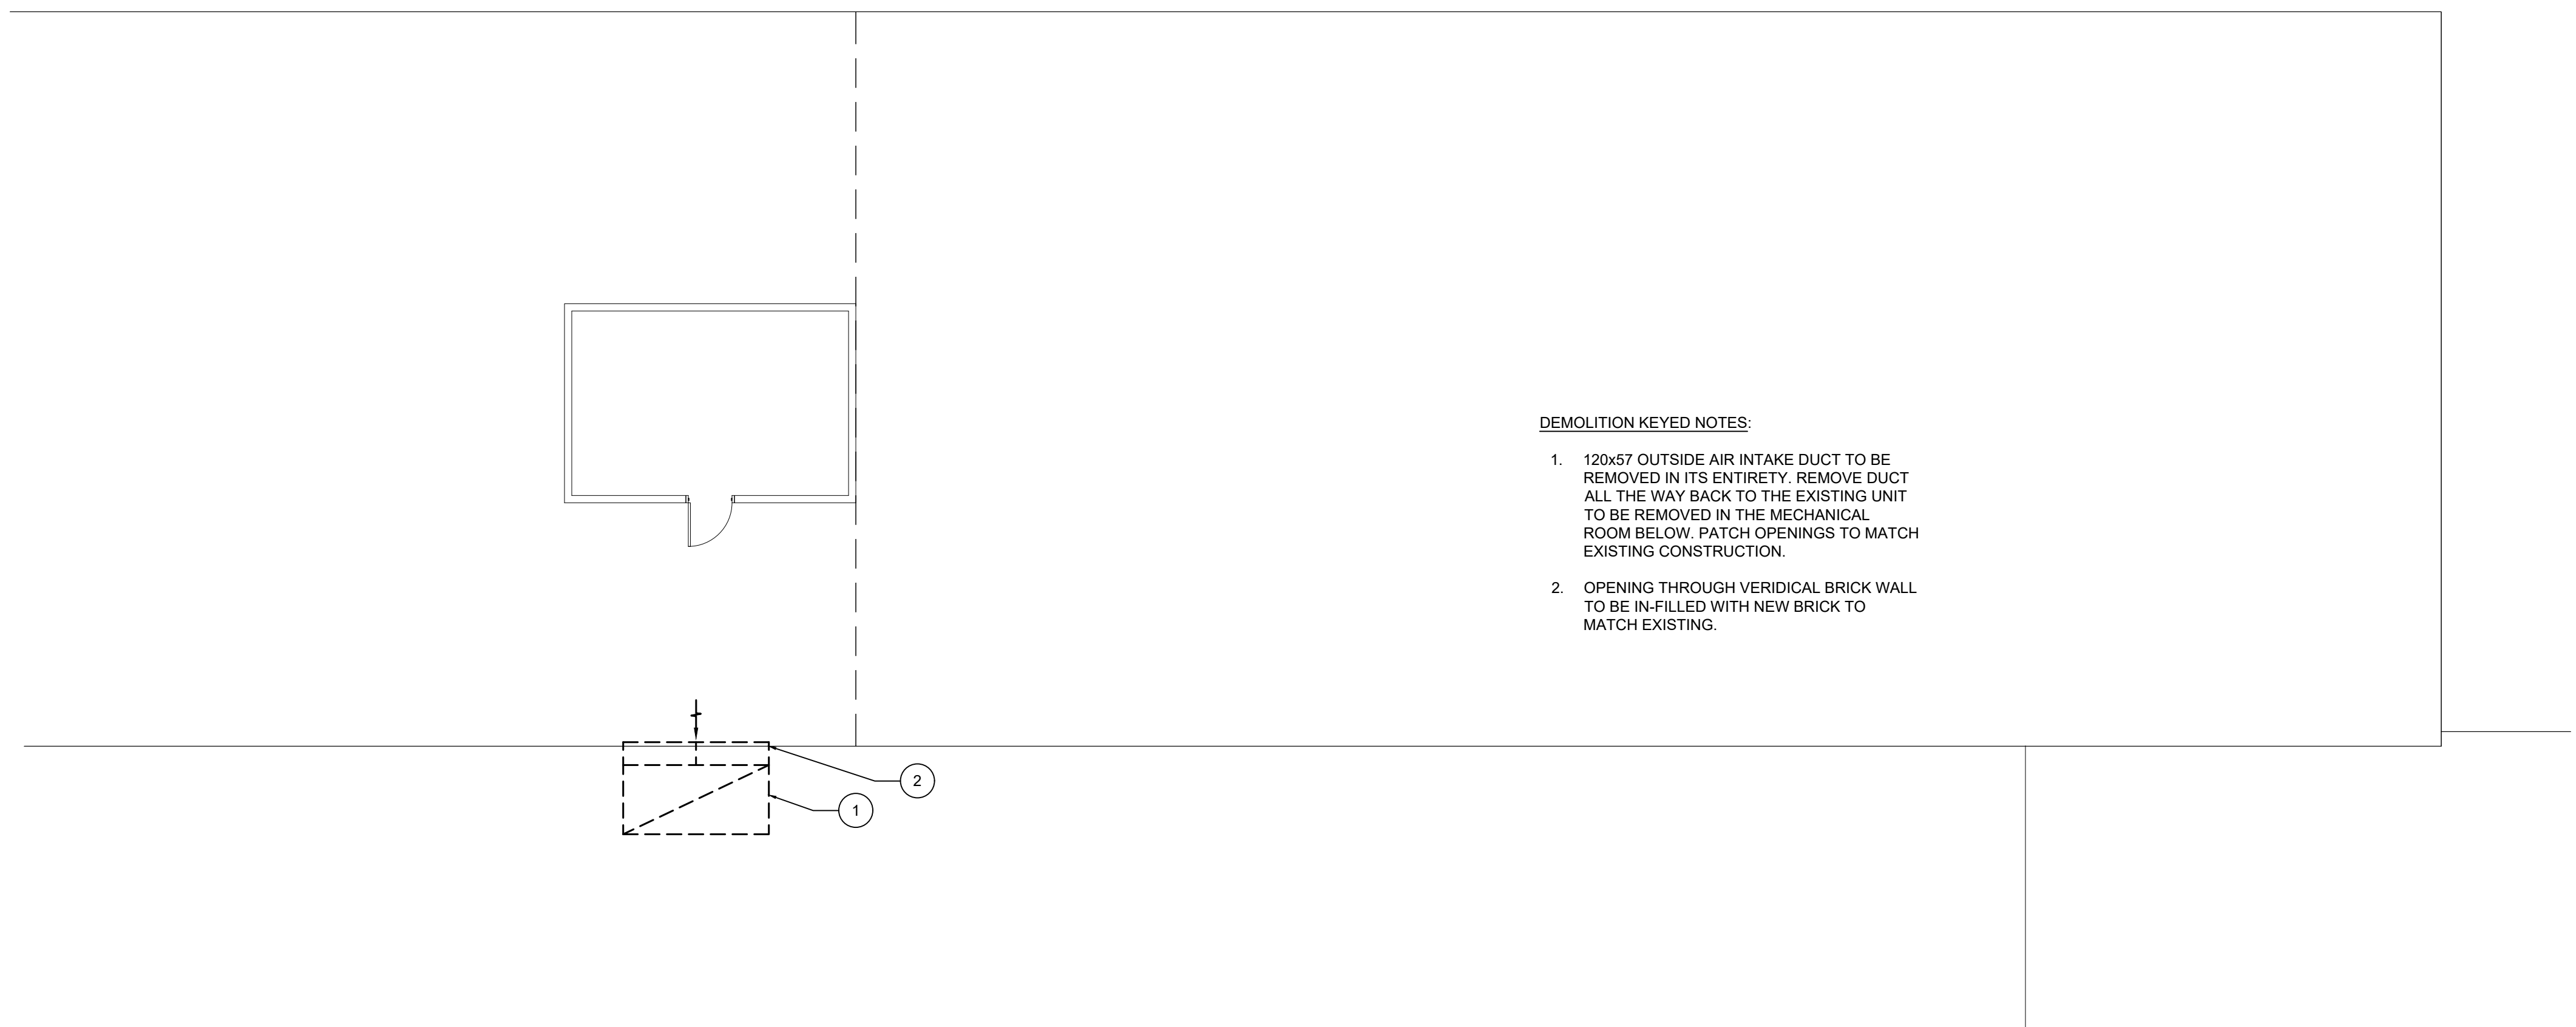 DEMOLITION KEYED NOTES:
1. 120x57 OUTSIDE AIR INTAKE DUCT TO BE
REMOVED IN ITS ENTIRETY. REMOVE DUCT
ALL THE WAY BACK TO THE EXISTING UNIT
TO BE REMOVED IN THE MECHANICAL
ROOM BELOW. PATCH OPENINGS TO MATCH
EXISTING CONSTRUCTION.
2. OPENING THROUGH VERIDICAL BRICK WALL
TO BE IN-FILLED WITH NEW BRICK TO
MATCH EXISTING.
2
1